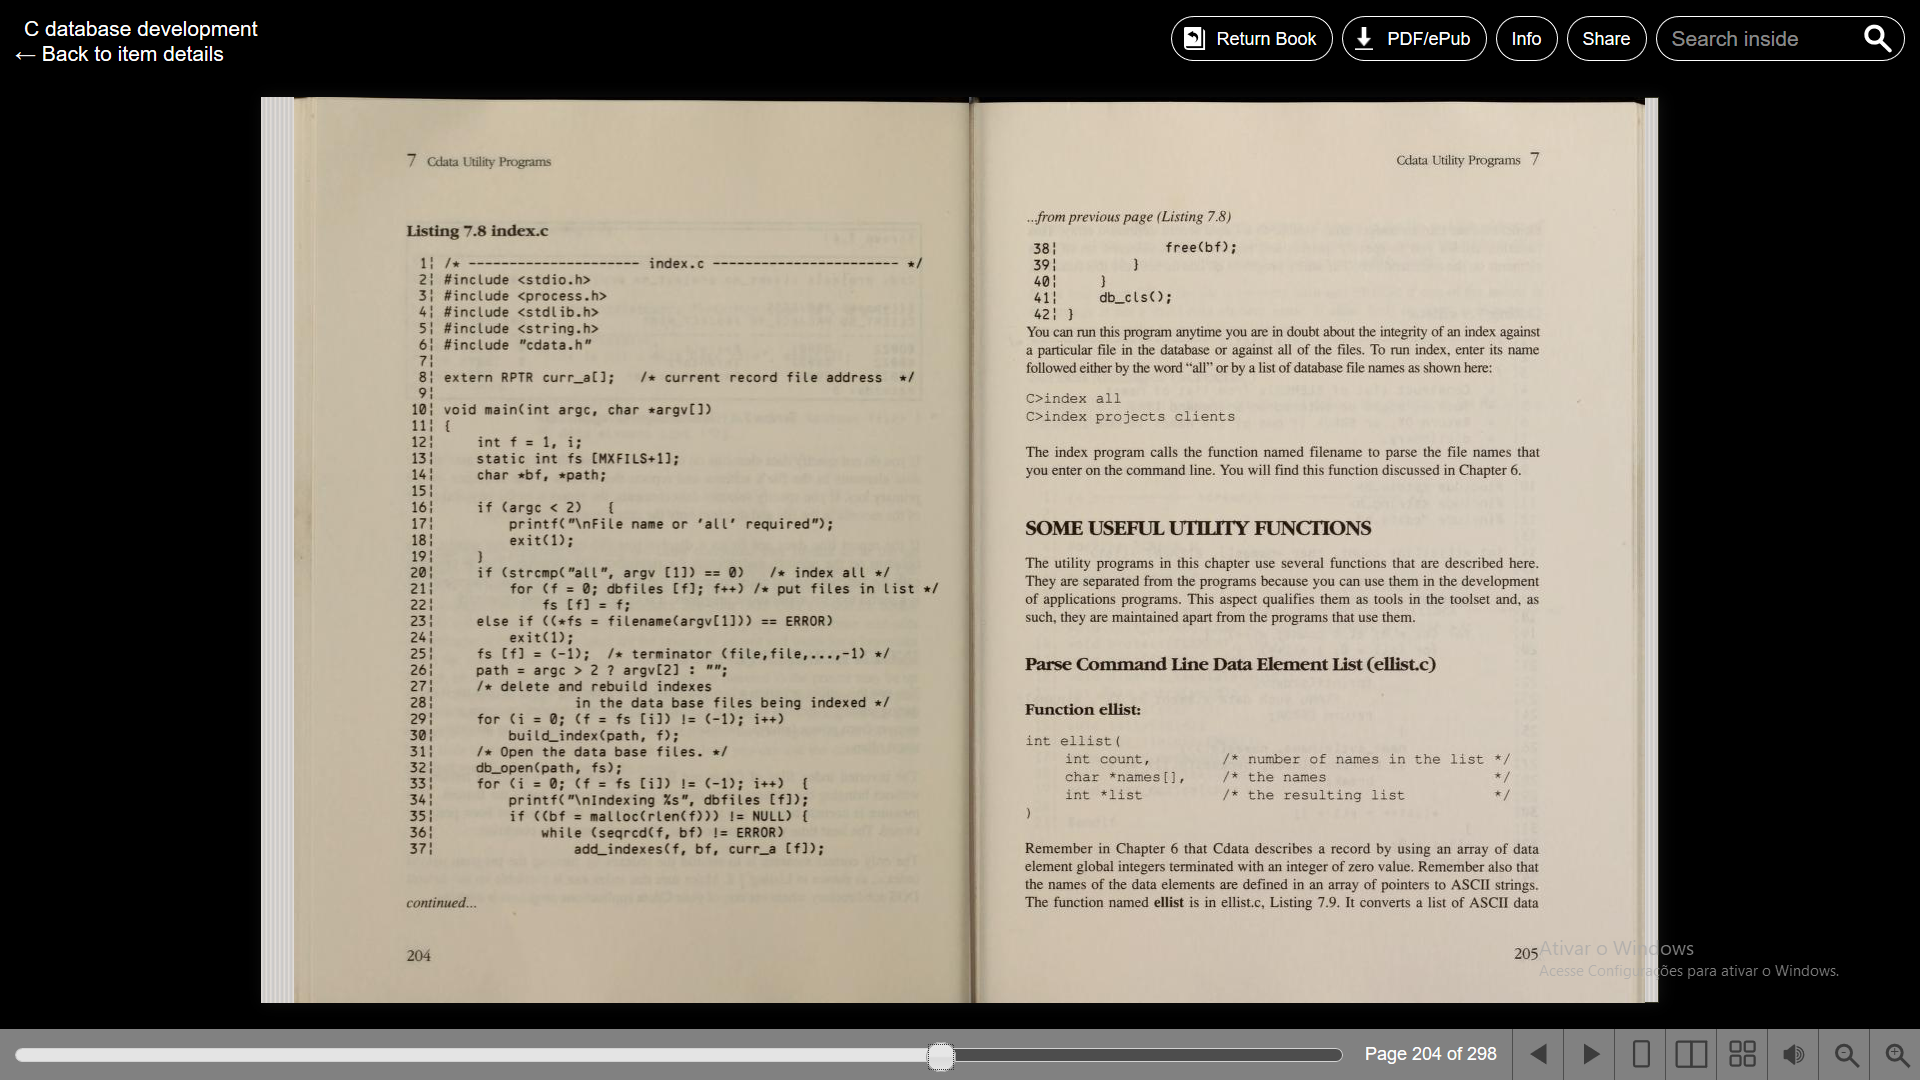 C database development
← Back to item details
Return Book
PDF/ePub
Info
Share
Search inside
7 Cdata Utility Programs
Listing 7.8 index.c
1¦ /* --------------------- index.c ----------------------- */
2¦ #include <stdio.h>
3¦ #include <process.h>
4¦ #include <stdlib.h>
5¦ #include <string.h>
6¦ #include "cdata.h"
7¦
8¦ extern RPTR curr_a[];   /* current record file address  */
9¦
10¦ void main(int argc, char *argv[])
11¦ {
12¦     int f = 1, i;
13¦     static int fs [MXFILS+1];
14¦     char *bf, *path;
15¦
16¦     if (argc < 2)   {
17¦         printf("\nFile name or 'all' required");
18¦         exit(1);
19¦     }
20¦     if (strcmp("all", argv [1]) == 0)   /* index all */
21¦         for (f = 0; dbfiles [f]; f++) /* put files in list */
22¦             fs [f] = f;
23¦     else if ((*fs = filename(argv[1])) == ERROR)
24¦         exit(1);
25¦     fs [f] = (-1);  /* terminator (file,file,...,-1) */
26¦     path = argc > 2 ? argv[2] : "";
27¦     /* delete and rebuild indexes
28¦                 in the data base files being indexed */
29¦     for (i = 0; (f = fs [i]) != (-1); i++)
30¦         build_index(path, f);
31¦     /* Open the data base files. */
32¦     db_open(path, fs);
33¦     for (i = 0; (f = fs [i]) != (-1); i++)  {
34¦         printf("\nIndexing %s", dbfiles [f]);
35¦         if ((bf = malloc(rlen(f))) != NULL) {
36¦             while (seqrcd(f, bf) != ERROR)
37¦                 add_indexes(f, bf, curr_a [f]);
continued...
204
Cdata Utility Programs 7
...from previous page (Listing 7.8)
38¦             free(bf);
39¦         }
40¦     }
41¦     db_cls();
42¦ }
You can run this program anytime you are in doubt about the integrity of an index against
a particular file in the database or against all of the files. To run index, enter its name
followed either by the word “all” or by a list of database file names as shown here:
C>index all
C>index projects clients
The index program calls the function named filename to parse the file names that
you enter on the command line. You will find this function discussed in Chapter 6.
SOME USEFUL UTILITY FUNCTIONS
The utility programs in this chapter use several functions that are described here.
They are separated from the programs because you can use them in the development
of applications programs. This aspect qualifies them as tools in the toolset and, as
such, they are maintained apart from the programs that use them.
Parse Command Line Data Element List (ellist.c)
Function ellist:
int ellist(
    int count,       /* number of names in the list */
    char *names[],   /* the names                   */
    int *list        /* the resulting list          */
)
Remember in Chapter 6 that Cdata describes a record by using an array of data
element global integers terminated with an integer of zero value. Remember also that
the names of the data elements are defined in an array of pointers to ASCII strings.
The function named ellist is in ellist.c, Listing 7.9. It converts a list of ASCII data
205
Ativar o Windows
Acesse Configurações para ativar o Windows.
Page 204 of 298